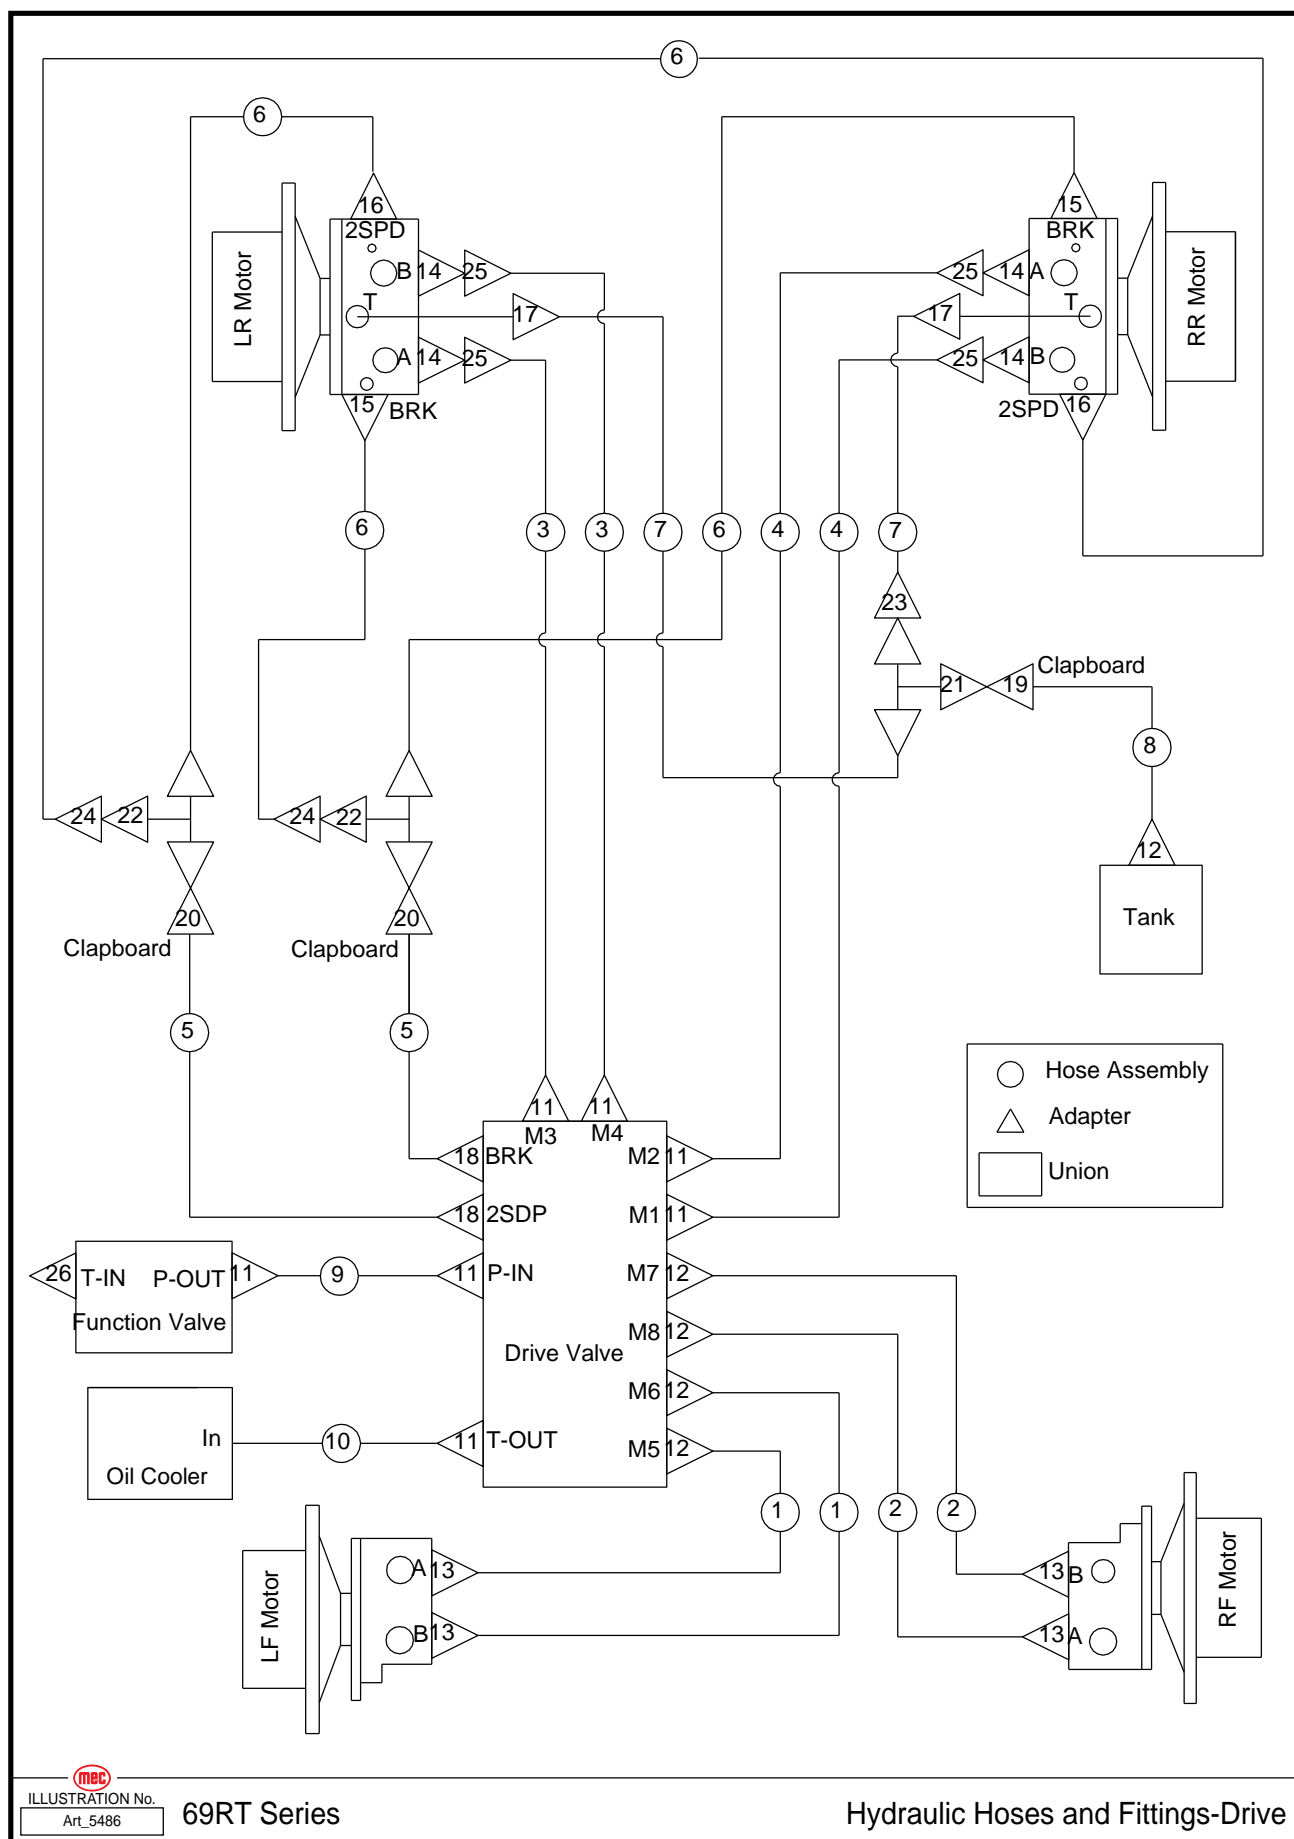 6
6
16
2SPD
15
BRK
LR Motor
B 14 25
25 14 A
RR Motor
T
17
17
T
A 14 25
25 14 B
15
BRK
2SPD
16
6
3
3
7
6
4
4
7
23
Clapboard
21
19
8
24
22
24
22
12
20
20
Tank
Clapboard
Clapboard
5
5
Hose Assembly
Adapter
Union
11
11
M3
M4
18 BRK
M2 11
18 2SDP
M1 11
26 T-IN
P-OUT 11
9
11 P-IN
M7 12
Function Valve
M8 12
Drive Valve
M6 12
In
10
11 T-OUT
M5 12
Oil Cooler
1
1
2
2
LF Motor
A 13
13 B
RF Motor
B 13
13 A
mec
ILLUSTRATION No.
Art_5486
69RT Series
Hydraulic Hoses and Fittings-Drive